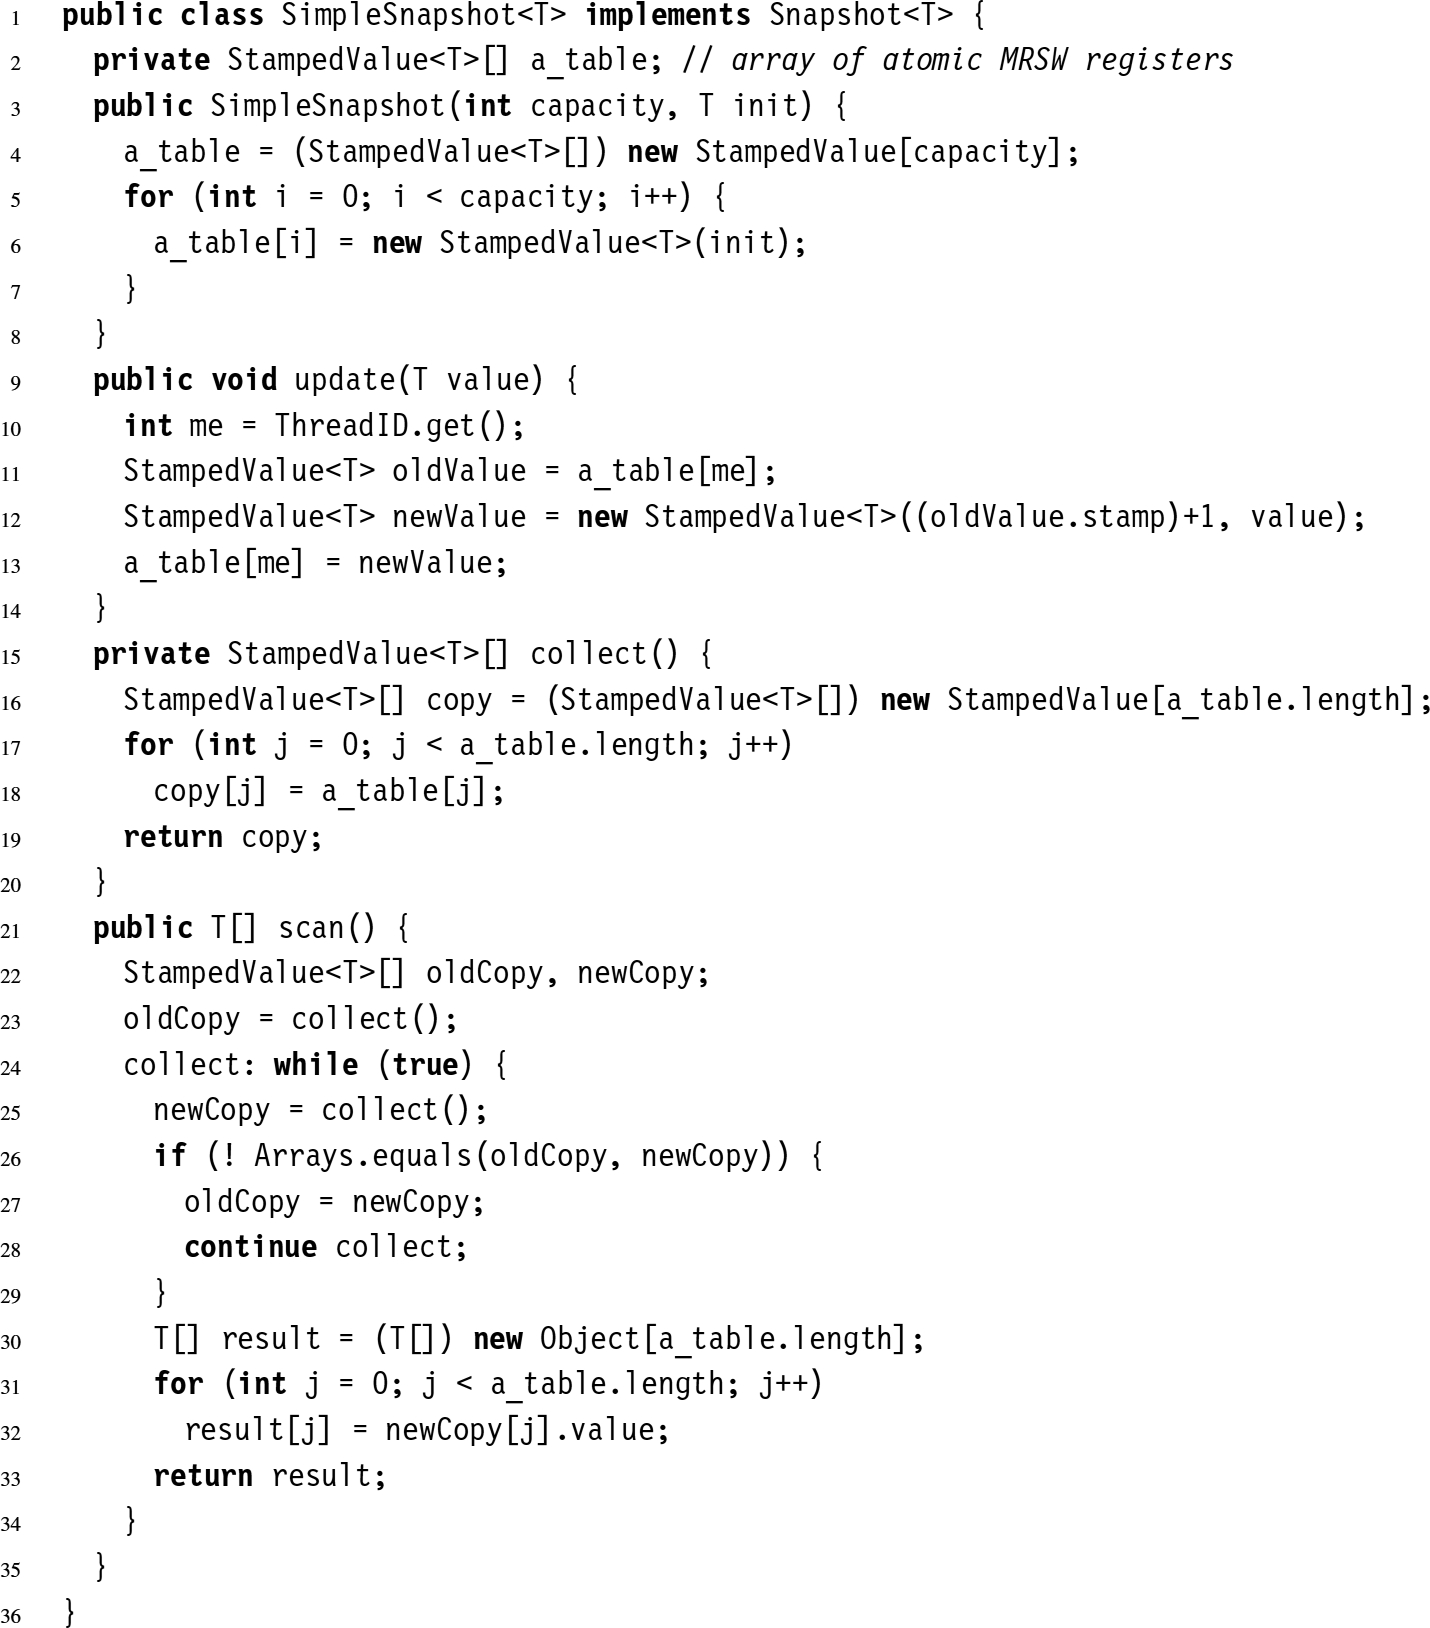 1 public class SimpleSnapshot<T> implements Snapshot<T> {
2 private StampedValue<T>[] a_table; // array of atomic MRSW registers
3 public SimpleSnapshot(int capacity, T init) {
4 a_table = (StampedValue<T>[]) new StampedValue[capacity];
5 for (int i = 0; i < capacity; i++) {
6 a_table[i] = new StampedValue<T>(init);
7 }
8 }
9 public void update(T value) {
10 int me = ThreadID.get();
11 StampedValue<T> oldValue = a_table[me];
12 StampedValue<T> newValue = new StampedValue<T>((oldValue.stamp)+1, value);
13 a_table[me] = newValue;
14 }
15 private StampedValue<T>[] collect() {
16 StampedValue<T>[] copy = (StampedValue<T>[]) new StampedValue[a_table.length];
17 for (int j = 0; j < a_table.length; j++)
18 copy[j] = a_table[j];
19 return copy;
20 }
21 public T[] scan() {
22 StampedValue<T>[] oldCopy, newCopy;
23 oldCopy = collect();
24 collect: while (true) {
25 newCopy = collect();
26 if (! Arrays.equals(oldCopy, newCopy)) {
27 oldCopy = newCopy;
28 continue collect;
29 }
30 T[] result = (T[]) new Object[a_table.length];
31 for (int j = 0; j < a_table.length; j++)
32 result[j] = newCopy[j].value;
33 return result;
34 }
35 }
36 }